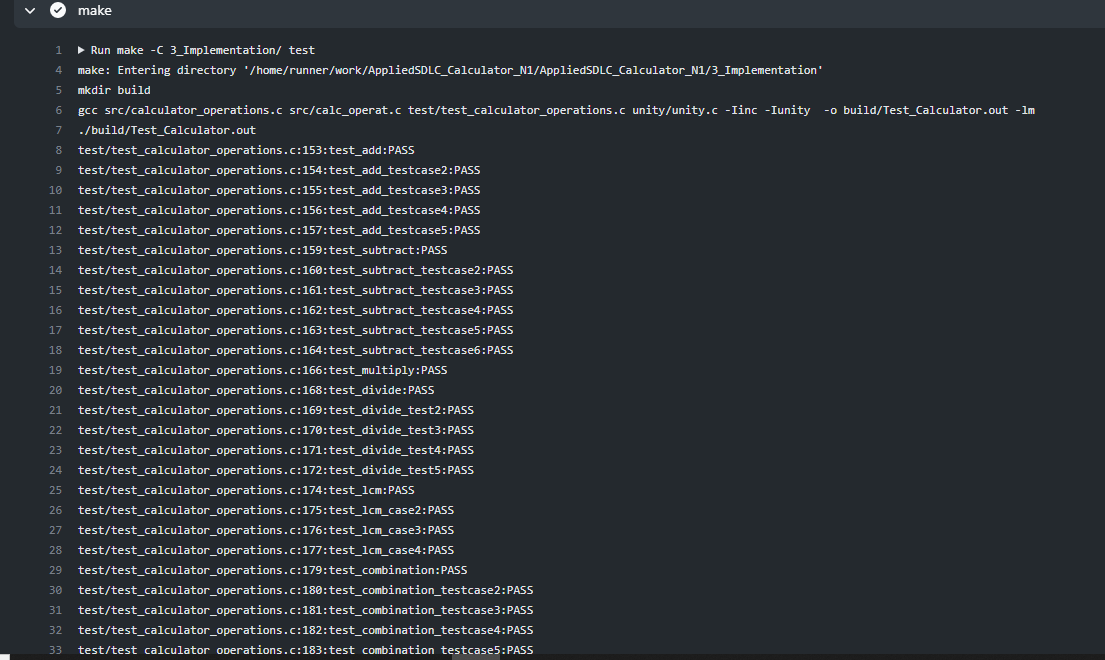 make
1 Run make -C 3_Implementation/ test
4 make: Entering directory '/home/runner/work/AppliedSDLC_Calculator_N1/AppliedSDLC_Calculator_N1/3_Implementation'
5 mkdir build
6 gcc src/calculator_operations.c src/calc_operat.c test/test_calculator_operations.c unity/unity.c -Iinc -Iunity  -o build/Test_Calculator.out -lm
7 ./build/Test_Calculator.out
8 test/test_calculator_operations.c:153:test_add:PASS
9 test/test_calculator_operations.c:154:test_add_testcase2:PASS
10 test/test_calculator_operations.c:155:test_add_testcase3:PASS
11 test/test_calculator_operations.c:156:test_add_testcase4:PASS
12 test/test_calculator_operations.c:157:test_add_testcase5:PASS
13 test/test_calculator_operations.c:159:test_subtract:PASS
14 test/test_calculator_operations.c:160:test_subtract_testcase2:PASS
15 test/test_calculator_operations.c:161:test_subtract_testcase3:PASS
16 test/test_calculator_operations.c:162:test_subtract_testcase4:PASS
17 test/test_calculator_operations.c:163:test_subtract_testcase5:PASS
18 test/test_calculator_operations.c:164:test_subtract_testcase6:PASS
19 test/test_calculator_operations.c:166:test_multiply:PASS
20 test/test_calculator_operations.c:168:test_divide:PASS
21 test/test_calculator_operations.c:169:test_divide_test2:PASS
22 test/test_calculator_operations.c:170:test_divide_test3:PASS
23 test/test_calculator_operations.c:171:test_divide_test4:PASS
24 test/test_calculator_operations.c:172:test_divide_test5:PASS
25 test/test_calculator_operations.c:174:test_lcm:PASS
26 test/test_calculator_operations.c:175:test_lcm_case2:PASS
27 test/test_calculator_operations.c:176:test_lcm_case3:PASS
28 test/test_calculator_operations.c:177:test_lcm_case4:PASS
29 test/test_calculator_operations.c:179:test_combination:PASS
30 test/test_calculator_operations.c:180:test_combination_testcase2:PASS
31 test/test_calculator_operations.c:181:test_combination_testcase3:PASS
32 test/test_calculator_operations.c:182:test_combination_testcase4:PASS
33 test/test_calculator_operations.c:183:test_combination_testcase5:PASS